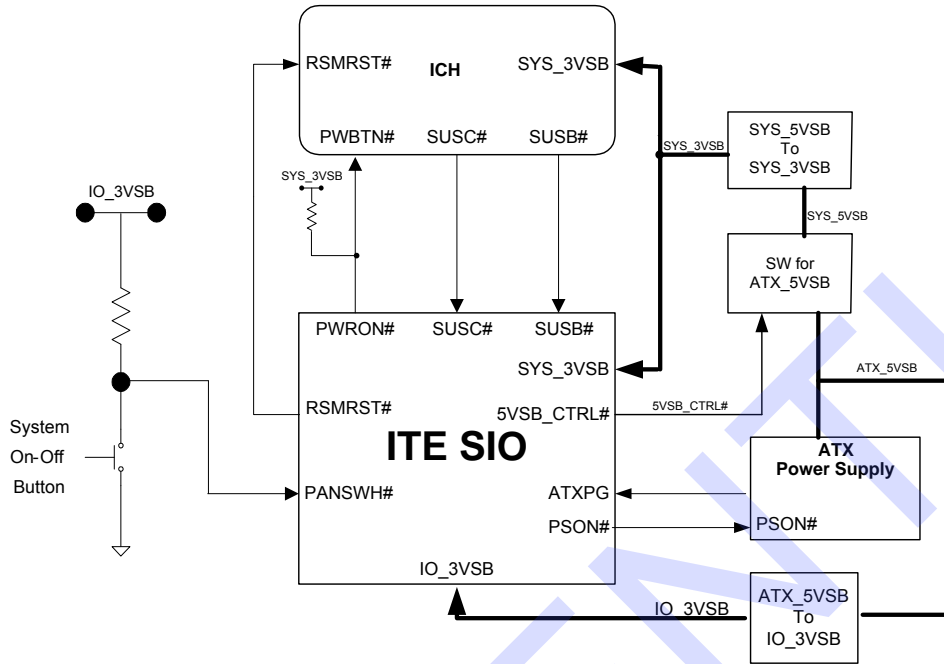 RSMRST#
ICH
SYS_3VSB
PWBTN#
SUSC#
SUSB#
SYS_3VSB
SYS_3VSB
SYS_5VSB
To
SYS_3VSB
IO_3VSB
SYS_5VSB
SW for
ATX_5VSB
PWRON#
SUSC#
SUSB#
SYS_3VSB
ATX_5VSB
RSMRST#
5VSB_CTRL#
5VSB_CTRL#
System
On-Off
Button
ITE SIO
ATX
Power Supply
PANSWH#
ATXPG
PSON#
PSON#
IO_3VSB
IO_3VSB
ATX_5VSB
To
IO_3VSB